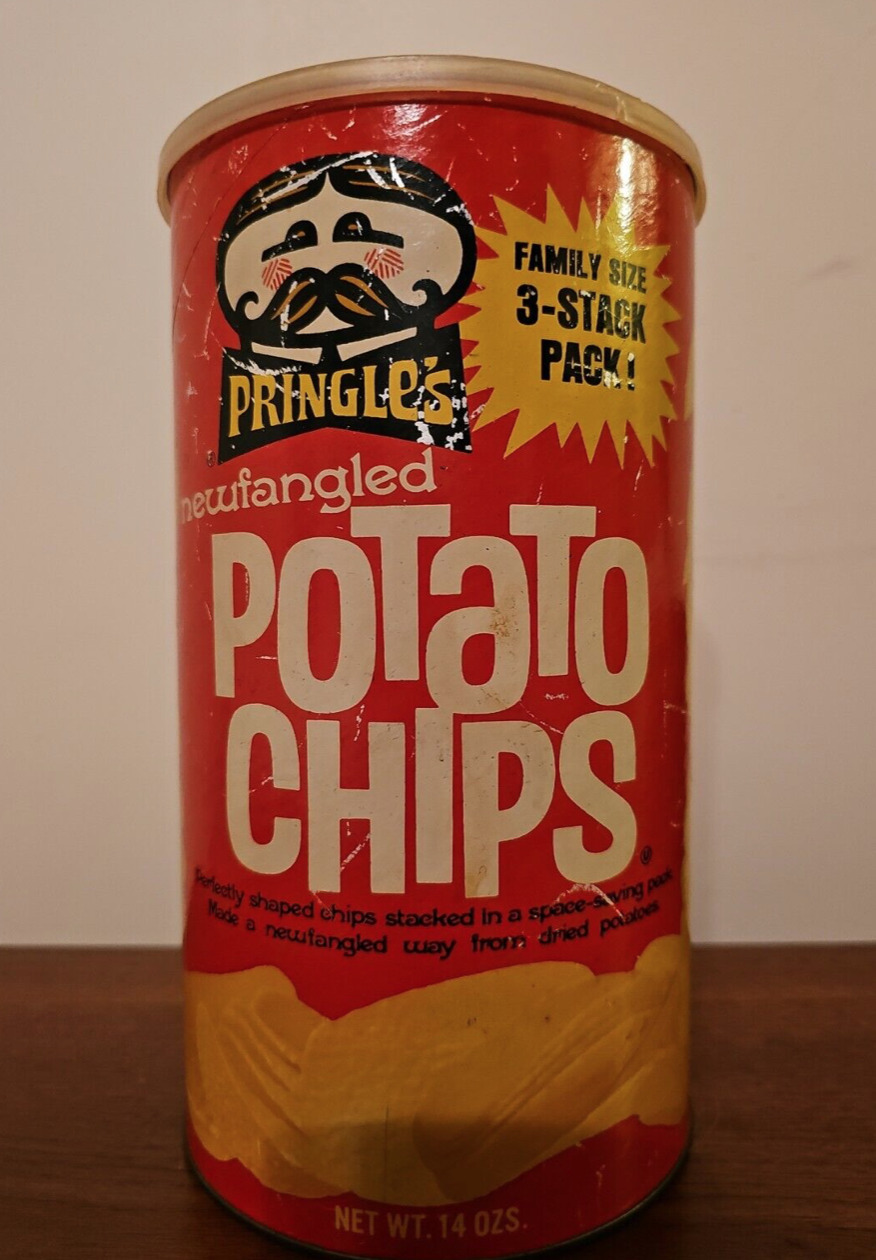 PRINGLE's
®
FAMILY SIZE
3-STACK
PACK!
newfangled
POTaTO
CHIPS
Perfectly shaped chips stacked in a space-saving pack
Made a newfangled way from dried potatoes
NET WT. 14 OZS.